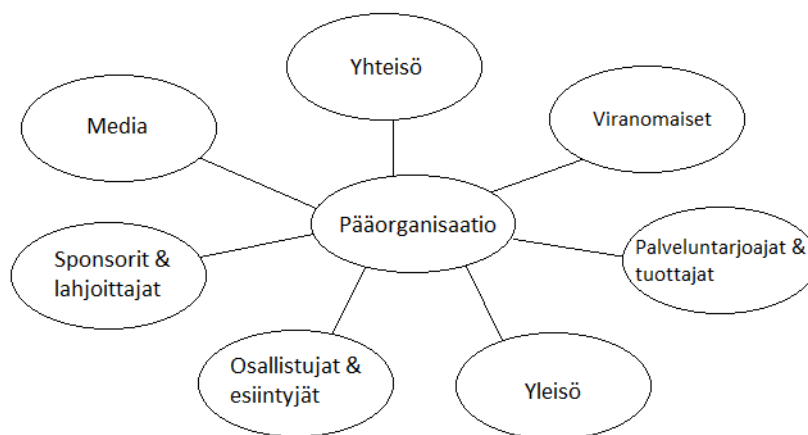 Yhteisö
Media
Viranomaiset
Pääorganisaatio
Sponsorit &
lahjoittajat
Palveluntarjoajat &
tuottajat
Osallistujat &
esiintyjät
Yleisö